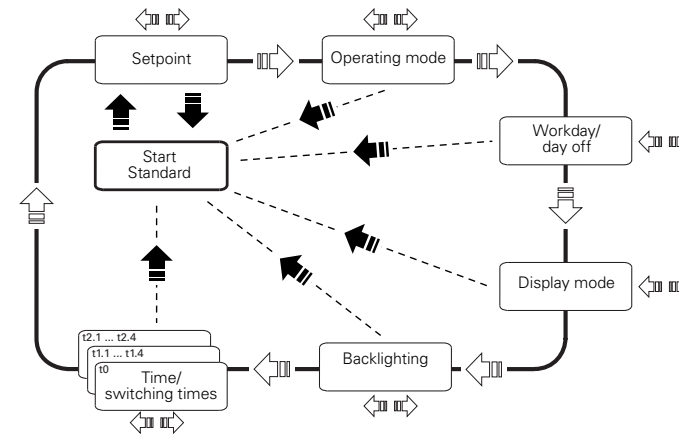 Setpoint
Operating mode
Workday/
day off
Start
Standard
Display mode
Backlighting
t2.1 ... t2.4
t1.1 ... t1.4
t0
Time/
switching times